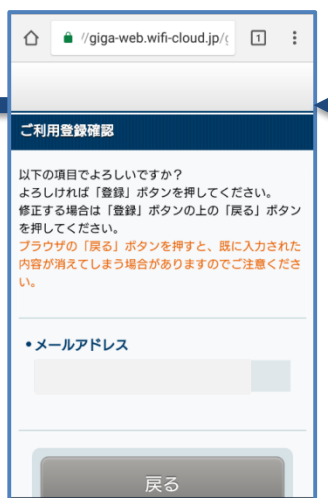 //giga-web.wifi-cloud.jp/g
1
ご利用登録確認
以下の項目でよろしいですか？
よろしければ「登録」ボタンを押してください。
修正する場合は「登録」ボタンの上の「戻る」ボタン
を押してください。
ブラウザの「戻る」ボタンを押すと、既に入力された
内容が消えてしまう場合がありますのでご注意くださ
い。
•メールアドレス
戻る